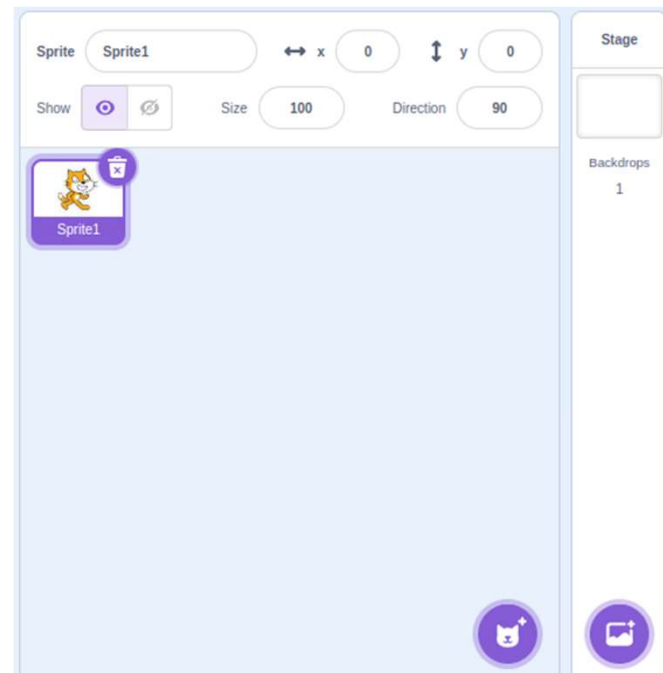 Sprite Sprite1 x 0 y 0
Show Size 100 Direction 90
Sprite1
Stage
Backdrops
1